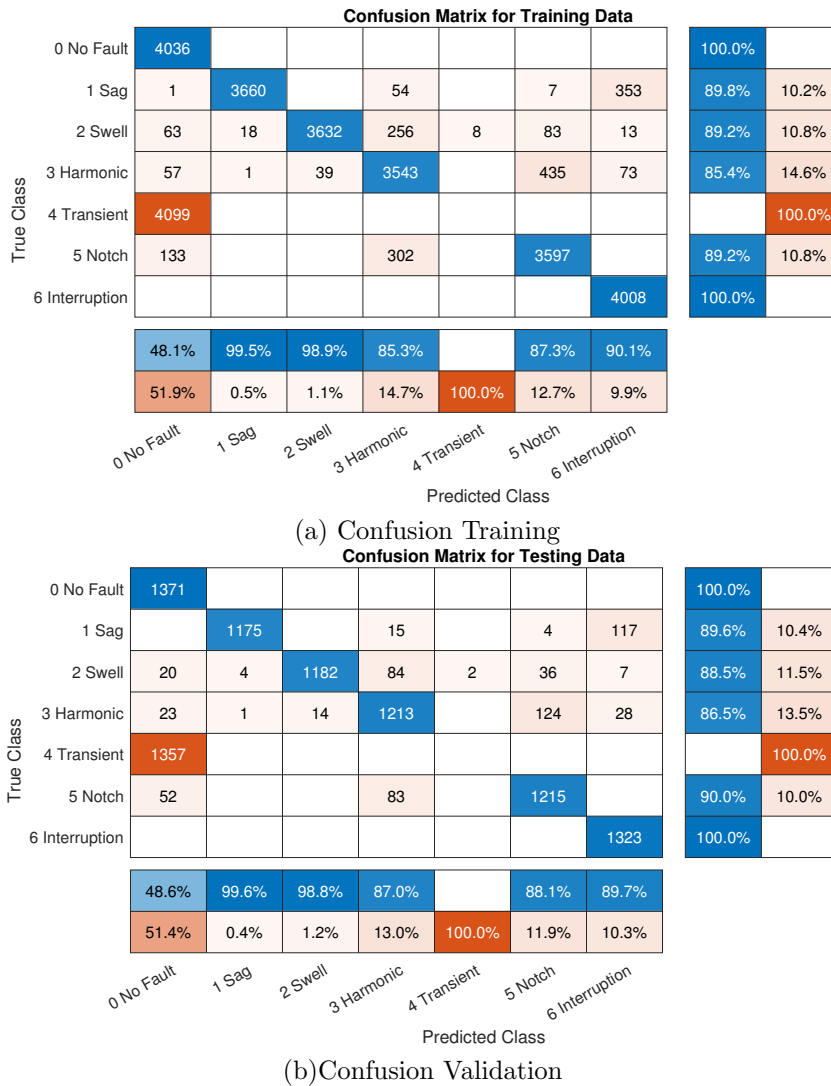 Confusion Matrix for Training Data
0 No Fault 4036 100.0%
1 Sag 1 3660 54 7 353 89.8% 10.2%
2 Swell 63 18 3632 256 8 83 13 89.2% 10.8%
3 Harmonic 57 1 39 3543 435 73 85.4% 14.6%
4 Transient 4099 100.0%
5 Notch 133 302 3597 89.2% 10.8%
6 Interruption 4008 100.0%
True Class
48.1% 99.5% 98.9% 85.3% 87.3% 90.1%
51.9% 0.5% 1.1% 14.7% 100.0% 12.7% 9.9%
0 No Fault 1 Sag 2 Swell 3 Harmonic 4 Transient 5 Notch 6 Interruption
Predicted Class
(a) Confusion Training
Confusion Matrix for Testing Data
0 No Fault 1371 100.0%
1 Sag 1175 15 4 117 89.6% 10.4%
2 Swell 20 4 1182 84 2 36 7 88.5% 11.5%
3 Harmonic 23 1 14 1213 124 28 86.5% 13.5%
4 Transient 1357 100.0%
5 Notch 52 83 1215 90.0% 10.0%
6 Interruption 1323 100.0%
True Class
48.6% 99.6% 98.8% 87.0% 88.1% 89.7%
51.4% 0.4% 1.2% 13.0% 100.0% 11.9% 10.3%
0 No Fault 1 Sag 2 Swell 3 Harmonic 4 Transient 5 Notch 6 Interruption
Predicted Class
(b)Confusion Validation